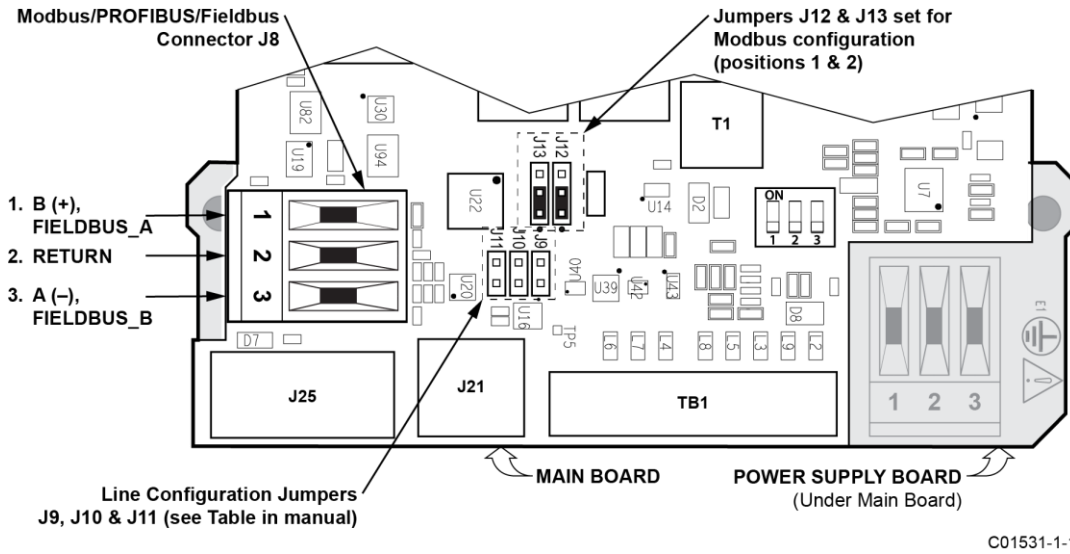 Modbus/PROFIBUS/Fieldbus
Connector J8
Jumpers J12 & J13 set for
Modbus configuration
(positions 1 & 2)
U82
U30
U19
U94
T1
J13
J12
U22
U14
D2
U7
ON
1 2 3
1. B (+),
FIELDBUS_A
2. RETURN
3. A (–),
FIELDBUS_B
1
2
3
J11
J10
J9
U20
U40
U39
U42
U43
U16
TP5
D8
E1
D7
L6
L7
L4
L8
L5
L3
L9
L2
J25
J21
TB1
1 2 3
MAIN BOARD
POWER SUPPLY BOARD
(Under Main Board)
Line Configuration Jumpers
J9, J10 & J11 (see Table in manual)